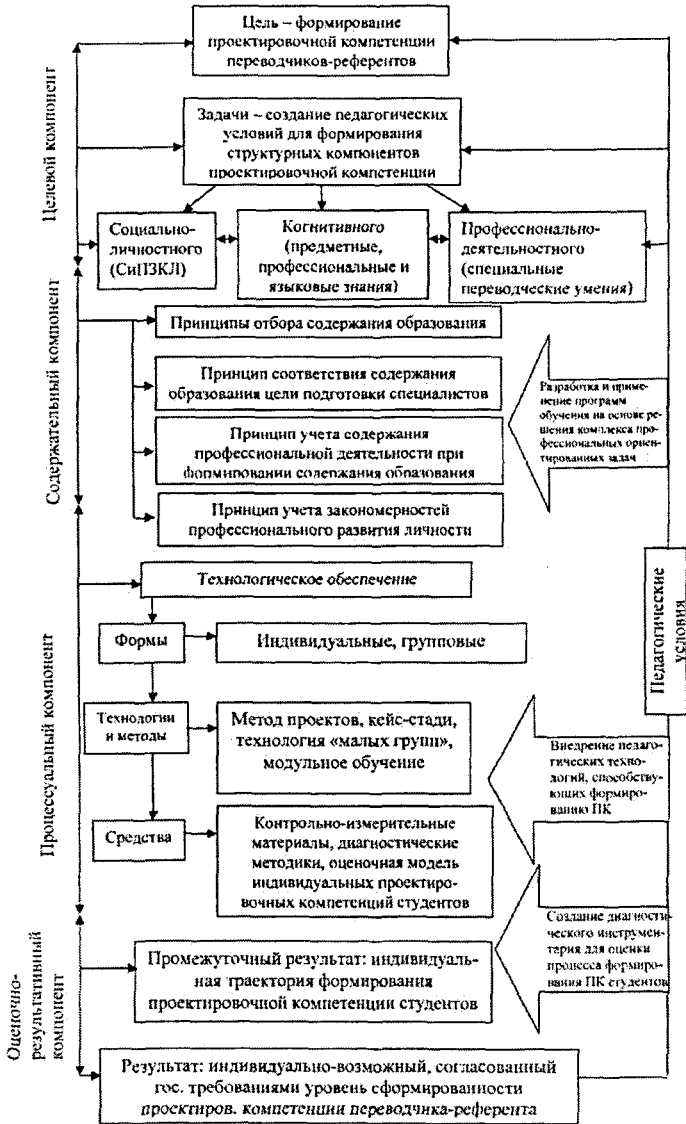 Цель – формирование
проектировочной компетенции
переводчиков-референтов
Целевой компонент
Задачи – создание педагогических
условий для формирования
структурных компонентов
проектировочной компетенции
Социально-
личностного
(СиПЗКЛ)
Когнитивного
(предметные,
профессиональные и
языковые знания)
Профессионально-
деятельностного
(специальные
переводческие умения)
Содержательный компонент
Принципы отбора содержания образования
Принцип соответствия содержания
образования цели подготовки специалистов
Принцип учета содержания
профессиональной деятельности при
формировании содержания образования
Принцип учета закономерностей
профессионального развития личности
Разработка и приме-
нение программ
обучения на основе ре-
шения комплекса про-
фессиональных ориен-
тированных задач
Педагогические
условия
Процессуальный компонент
Технологическое обеспечение
Формы
Индивидуальные, групповые
Технологии
и методы
Метод проектов, кейс-стади,
технология «малых групп»,
модульное обучение
Внедрение педаго-
гических техноло-
гий, способству-
ющих формиро-
ванию ПК
Средства
Контрольно-измерительные
материалы, диагностические
методики, оценочная модель
индивидуальных проектиро-
вочных компетенций студентов
Оценочно-
результативный
компонент
Промежуточный результат: индивидуаль-
ная траектория формирования
проектировочной компетенции студентов
Создание диагности-
ческого инструмен-
тария для оценки
процесса формиро-
вания ПК студентов
Результат: индивидуально-возможный, согласованный
гос. требованиями уровень сформированности
проектиров. компетенции переводчика-референта